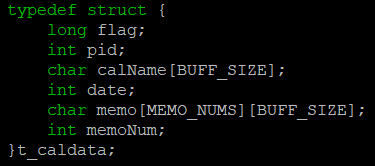 typedef struct {
    long flag;
    int pid;
    char calName[BUFF_SIZE];
    int date;
    char memo[MEMO_NUMS][BUFF_SIZE];
    int memoNum;
}t_caldata;